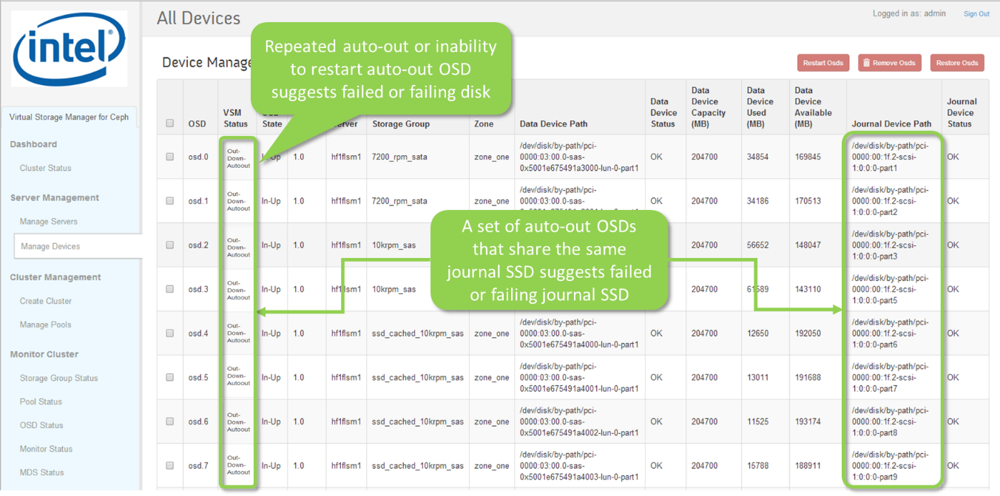 intel®
All Devices
Logged in as: admin
Sign Out
Repeated auto-out or inability
to restart auto-out OSD
suggests failed or failing disk
Device Manage
Restart Osds
Remove Osds
Restore Osds
Virtual Storage Manager for Ceph
Dashboard
Cluster Status
Server Management
Manage Servers
Manage Devices
Cluster Management
Create Cluster
Manage Pools
Monitor Cluster
Storage Group Status
Pool Status
OSD Status
Monitor Status
MDS Status
OSD
VSM
Status
State
Storage Group
Zone
Data Device Path
Data
Device
Status
Data
Device
Capacity
(MB)
Data
Device
Used
(MB)
Data
Device
Available
(MB)
Journal Device Path
Journal
Device
Status
osd.0
Out-
Down-
Autoout
1.0
hf1flsm1
7200_rpm_sata
zone_one
/dev/disk/by-path/pci-
0000:03:00.0-sas-
0x5001e675491a3000-lun-0-part1
OK
204700
34854
169845
/dev/disk/by-path/pci-
0000:00:1f.2-scsi-
1:0:0:0-part1
OK
osd.1
Out-
Down-
Autoout
In-Up
1.0
hf1flsm1
7200_rpm_sata
zone_one
/dev/disk/by-path/pci-
0000:03:00.0-sas-
OK
204700
34186
170513
/dev/disk/by-path/pci-
0000:00:1f.2-scsi-
1:0:0:0-part2
OK
A set of auto-out OSDs
that share the same
journal SSD suggests failed
or failing journal SSD
osd.2
Out-
Down-
Autoout
In-Up
1.0
hf1flsm1
10krpm_sas
204700
56652
148047
/dev/disk/by-path/pci-
0000:00:1f.2-scsi-
1:0:0:0-part3
OK
osd.3
Out-
Down-
Autoout
In-Up
1.0
hf1flsm1
10krpm_sas
204700
61589
143110
/dev/disk/by-path/pci-
0000:00:1f.2-scsi-
1:0:0:0-part5
OK
osd.4
Out-
Down-
Autoout
In-Up
1.0
hf1flsm1
ssd_cached_10krpm_sas
zone_one
/dev/disk/by-path/pci-
0000:03:00.0-sas-
0x5001e675491a4000-lun-0-part1
OK
204700
12650
192050
/dev/disk/by-path/pci-
0000:00:1f.2-scsi-
1:0:0:0-part6
OK
osd.5
Out-
Down-
Autoout
In-Up
1.0
hf1flsm1
ssd_cached_10krpm_sas
zone_one
/dev/disk/by-path/pci-
0000:03:00.0-sas-
0x5001e675491a4001-lun-0-part1
OK
204700
13011
191688
/dev/disk/by-path/pci-
0000:00:1f.2-scsi-
1:0:0:0-part7
OK
osd.6
Out-
Down-
Autoout
In-Up
1.0
hf1flsm1
ssd_cached_10krpm_sas
zone_one
/dev/disk/by-path/pci-
0000:03:00.0-sas-
0x5001e675491a4002-lun-0-part1
OK
204700
11525
193174
/dev/disk/by-path/pci-
0000:00:1f.2-scsi-
1:0:0:0-part8
OK
osd.7
Out-
Down-
Autoout
In-Up
1.0
hf1flsm1
ssd_cached_10krpm_sas
zone_one
/dev/disk/by-path/pci-
0000:03:00.0-sas-
0x5001e675491a4003-lun-0-part1
OK
204700
15788
188911
/dev/disk/by-path/pci-
0000:00:1f.2-scsi-
1:0:0:0-part9
OK